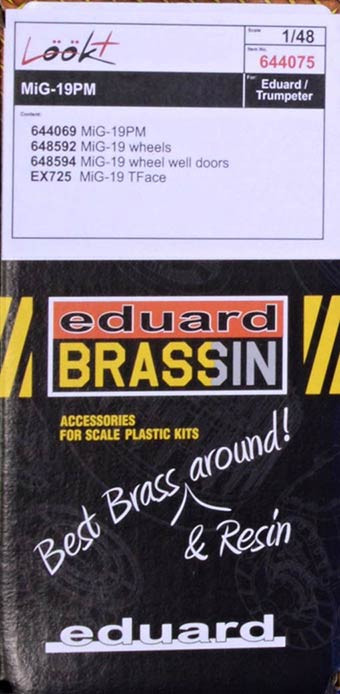 Löök+
Scale
1/48
Item No.
644075
MiG-19PM
For:
Eduard /
Trumpeter
Content:
644069 MiG-19PM
648592 MiG-19 wheels
648594 MiG-19 wheel well doors
EX725 MiG-19 TFace
eduard
BRASSIN
ACCESSORIES
FOR SCALE PLASTIC KITS
Best Brass around!
& Resin
eduard